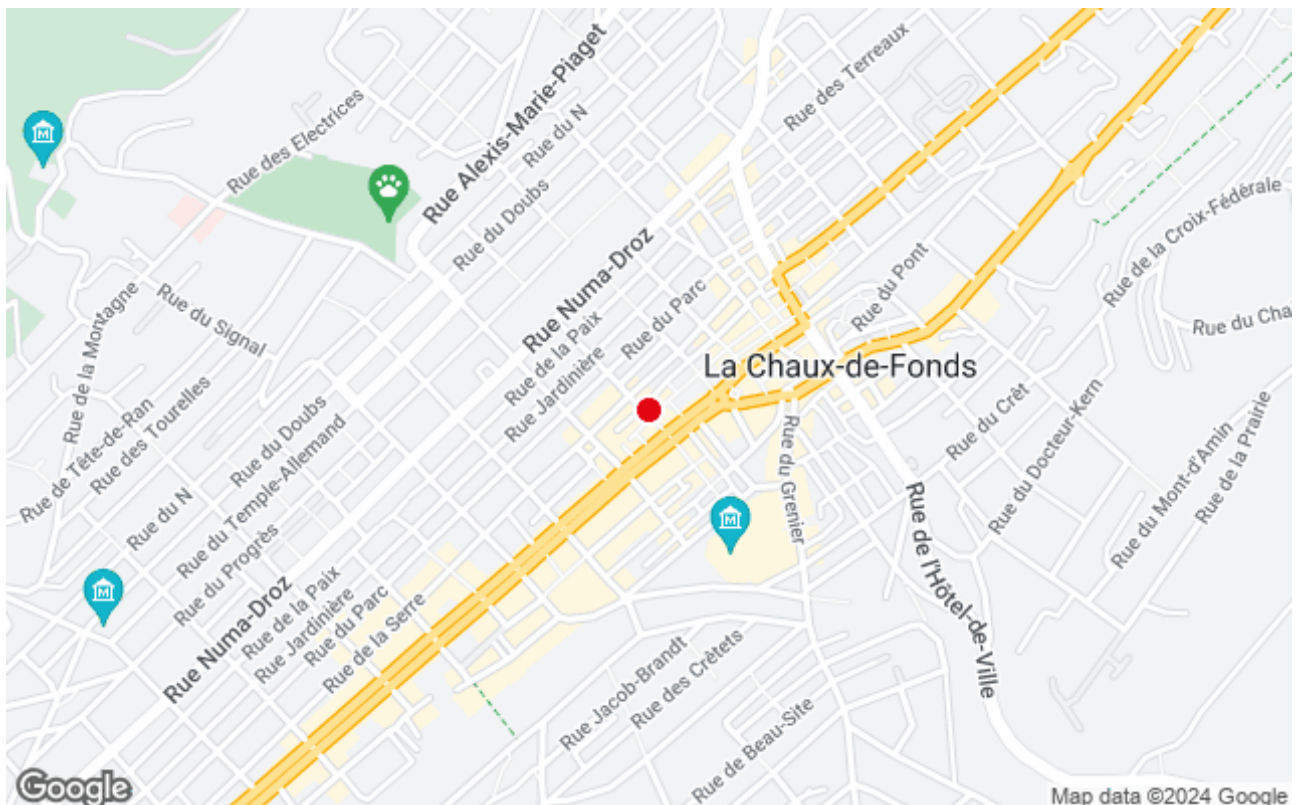 Rue des Terreaux
Rue Alexis-Marie-Piaget
Rue du N
Rue des Electrices
Rue du Doubs
Rue de la Croix-Fédérale
Rue Numa-Droz
Rue du Pont
Rue du Parc
Rue de la Montagne
Rue du Signal
Rue du Cha
Rue de la Paix
Rue Jardinière
La Chaux-de-Fonds
Rue de Tête-de-Ran
Rue des Tourelles
Rue du Doubs
Rue du Crêt
Rue du Docteur-Kern
Rue du Mont-d'Amin
Rue de la Prairie
Rue du Grenier
Rue du N
Rue du Temple-Allemand
Rue du Progrès
Rue de l'Hôtel-de-Ville
Rue Numa-Droz
Rue de la Paix
Rue Jardinière
Rue du Parc
Rue de la Serre
Rue Jacob-Brandt
Rue des Crêtets
Rue de Beau-Site
M
M
M
Google
Map data ©2024 Google